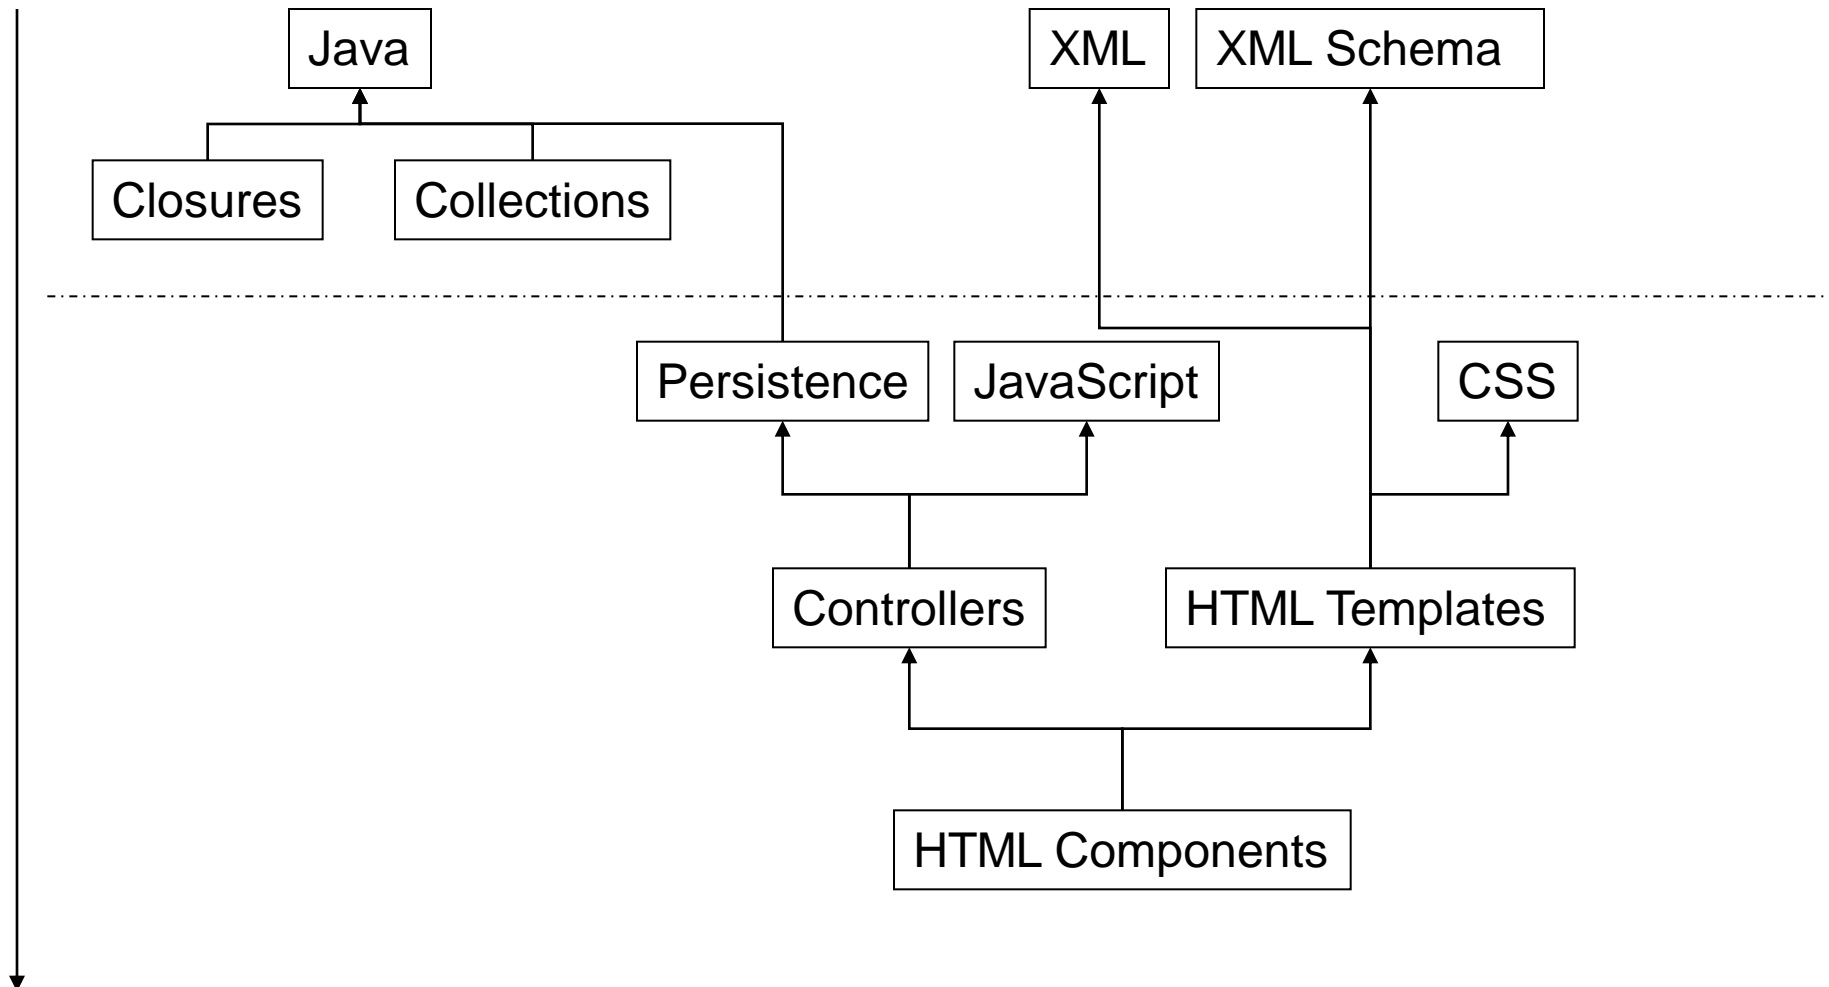 Java
XML
XML Schema
Closures
Collections
Persistence
JavaScript
CSS
Controllers
HTML Templates
HTML Components